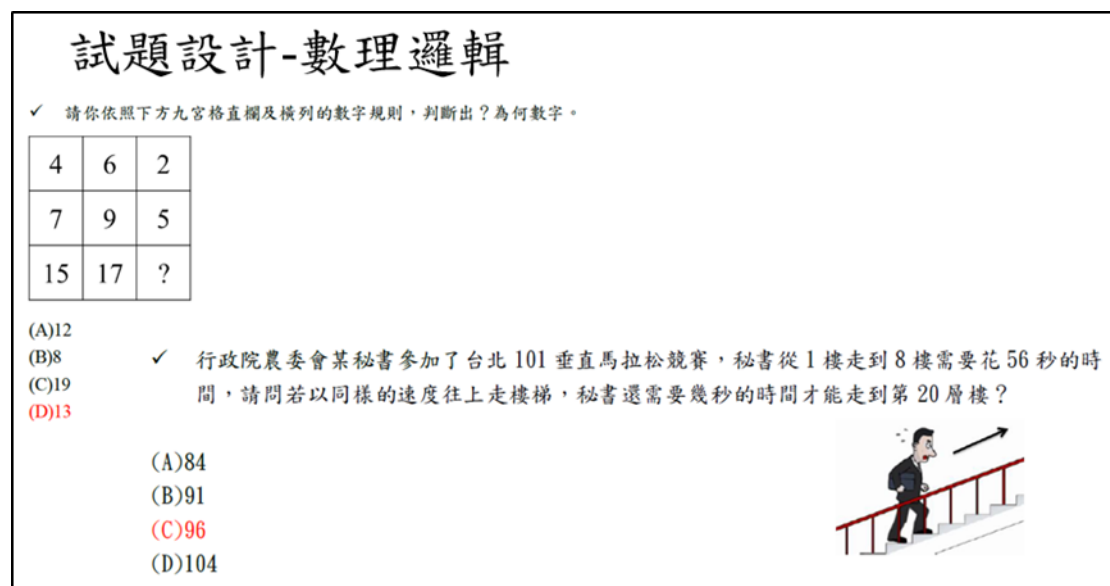 試題設計-數理邏輯
✓ 請你依照下方九宮格直欄及橫列的數字規則，判斷出？為何數字。
4 6 2
7 9 5
15 17 ?
(A)12
(B)8
(C)19
(D)13
✓ 行政院農委會某秘書參加了台北 101 垂直馬拉松競賽，秘書從 1 樓走到 8 樓需要花 56 秒的時
間，請問若以同樣的速度往上走樓梯，秘書還需要幾秒的時間才能走到第 20 層樓？
(A)84
(B)91
(C)96
(D)104